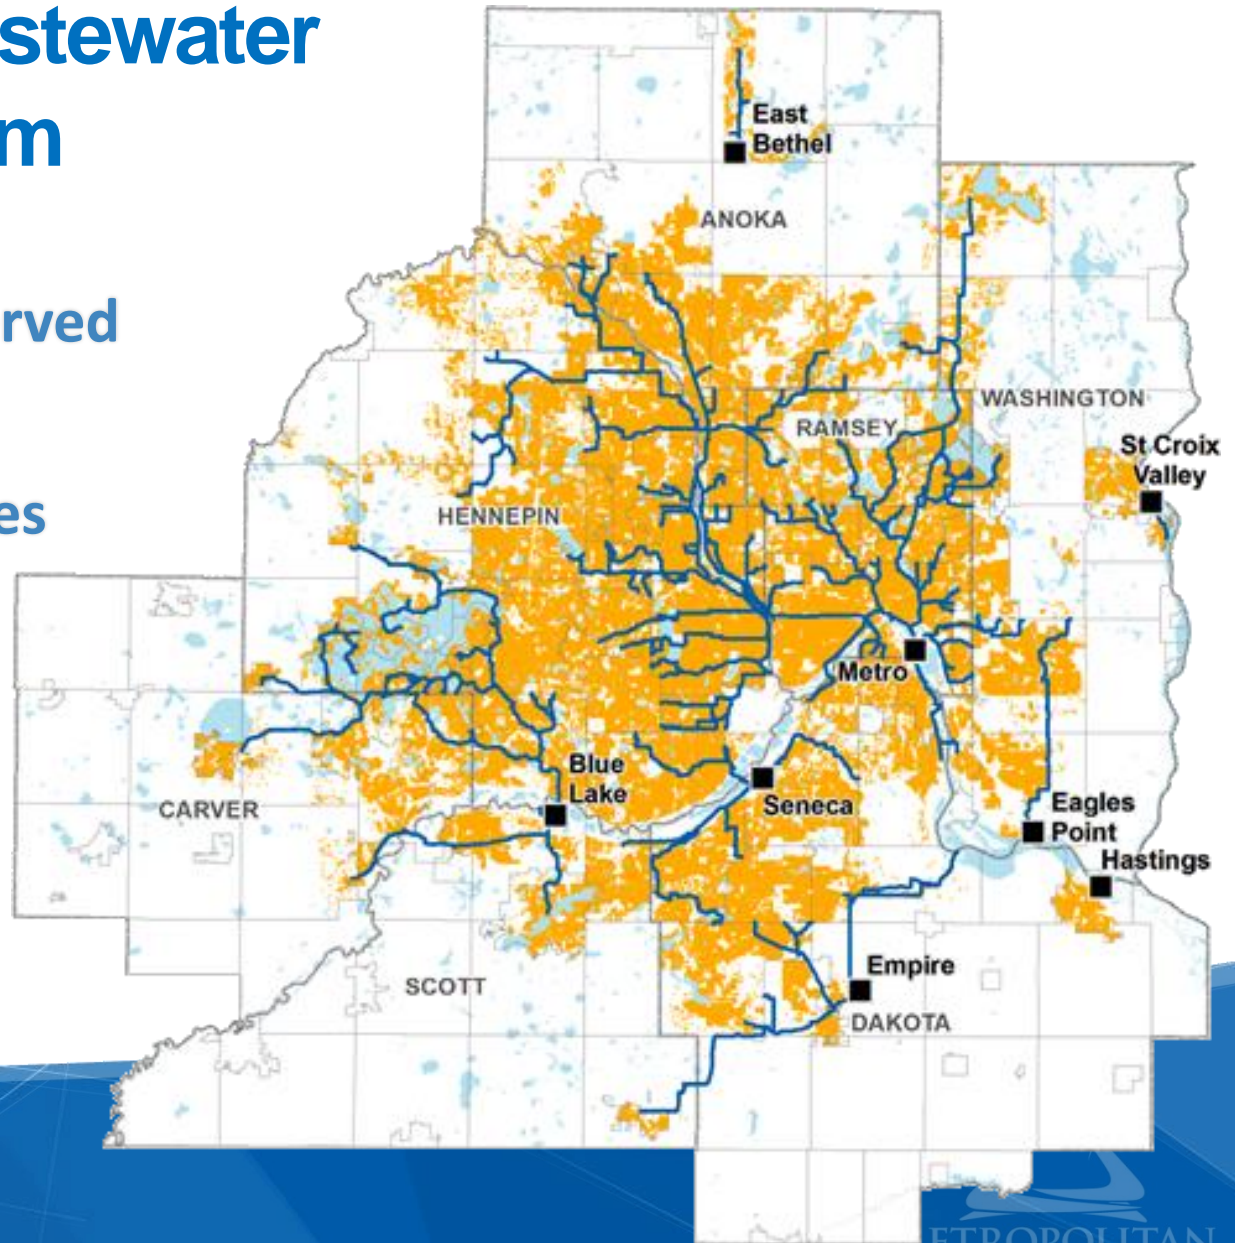 stewater
m
rved
es
East
Bethel
ANOKA
WASHINGTON
RAMSEY
St Croix
Valley
HENNEPIN
Metro
Blue
Lake
Seneca
CARVER
Eagles
Point
Hastings
Empire
SCOTT
DAKOTA
ETROPOLITAN